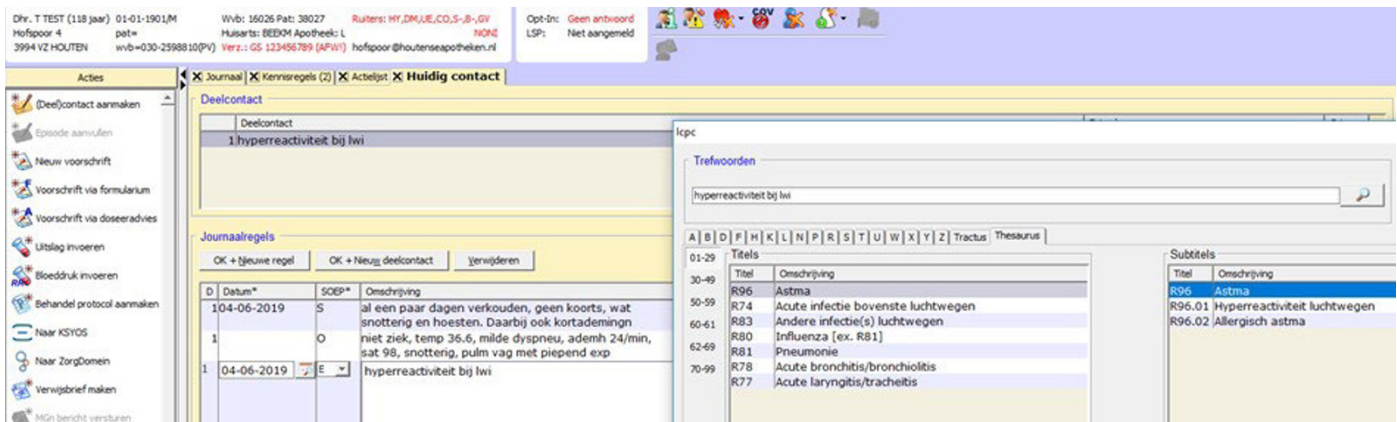 Dhr. T TEST (118 jaar) 01-01-1901/M Wvb: 16026 Pat: 38027 Ruiters: HY,DM,UE,CO,S-,B-,GV Opt-In: Geen antwoord
Hofspoor 4 pat= Huisarts: BEEKM Apotheek: L NONI LSP: Niet aangemeld
3994 VZ HOUTEN wvb=030-2598810(PV) Verz.: GS 123456789 (APW!) hofspoor@houtenseapotheken.nl
Acties
Journaal Kennisregels (2) Actielijst Huidig contact
(Deel)contact aanmaken
Episode aanvullen
Nieuw voorschrift
Voorschrift via formularium
Voorschrift via doseeradvies
Uitslag invoeren
Bloeddruk invoeren
Behandel protocol aanmaken
Naar KSYOS
Naar ZorgDomein
Verwijsbrief maken
MGn bericht versturen
Deelcontact
Deelcontact
1 hyperreactiviteit bij lwi
Journaalregels
OK + Nieuwe regel OK + Nieuw deelcontact Verwijderen
D Datum* SOEP* Omschrijving
1 04-06-2019 S al een paar dagen verkouden, geen koorts, wat
snotterig en hoesten. Daarbij ook kortademingn
1 O niet ziek, temp 36.6, milde dyspneu, ademh 24/min,
sat 98, snotterig, pulm vag met piepend exp
1 04-06-2019 E hyperreactiviteit bij lwi
Icpc
Trefwoorden
hyperreactiviteit bij lwi
A B D F H K L N P R S T U W X Y Z Tractus Thesaurus
01-29
30-49
50-59
60-61
62-69
70-99
Titels
Titel Omschrijving
R96 Astma
R74 Acute infectie bovenste luchtwegen
R83 Andere infectie(s) luchtwegen
R80 Influenza [ex. R81]
R81 Pneumonie
R78 Acute bronchitis/bronchiolitis
R77 Acute laryngitis/tracheitis
Subtitels
Titel Omschrijving
R96 Astma
R96.01 Hyperreactiviteit luchtwegen
R96.02 Allergisch astma